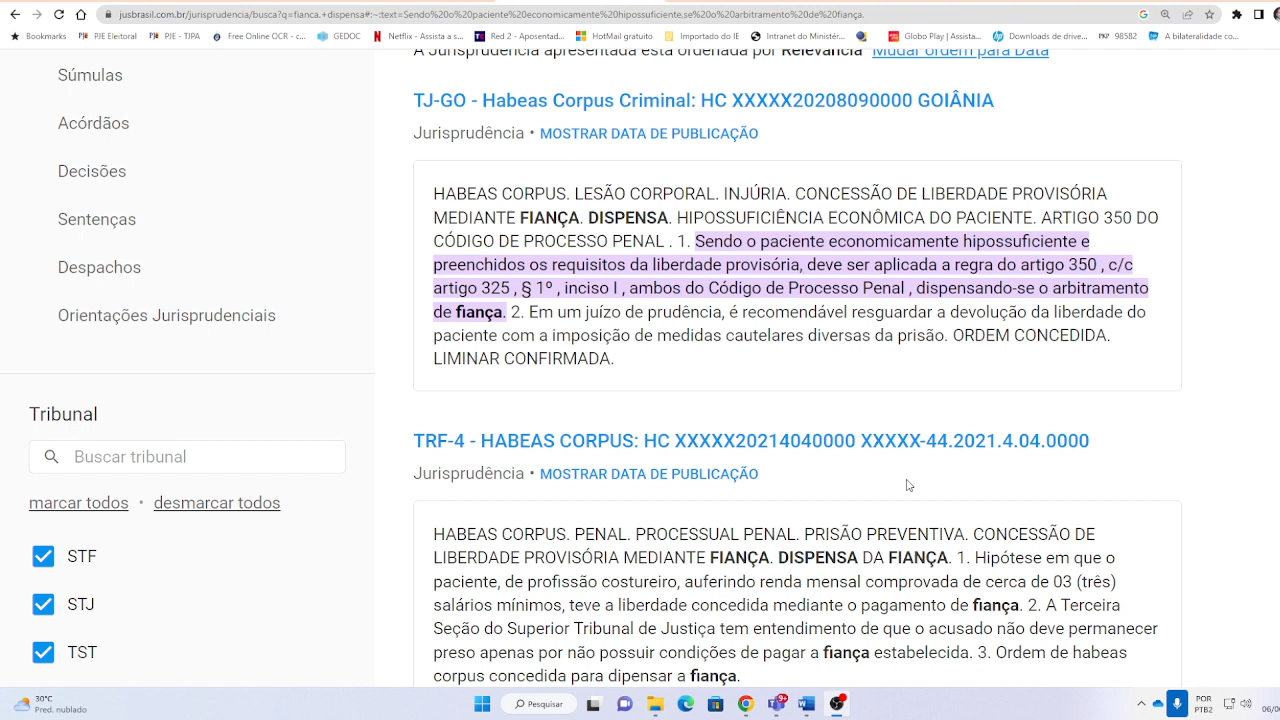 jusbrasil.com.br/jurisprudencia/busca?q=fianca.+dispensa#:~:text=Sendo%20o%20paciente%20economicamente%20hipossuficiente,se%20o%20arbitramento%20de%20fiança.
Bookmarks PJE Eleitoral PJE - TJPA Free Online OCR - c... GEDOC Netflix - Assista a s... Red 2 - Aposentad... HotMail gratuito Importado do IE Intranet do Ministér... Globo Play | Assista... Downloads de drive... 98582 A bilateralidade co...
A Jurisprudência apresentada está ordenada por Relevância Mudar ordem para Data
Súmulas
Acórdãos
Decisões
Sentenças
Despachos
Orientações Jurisprudenciais
Tribunal
Buscar tribunal
marcar todos • desmarcar todos
STF
STJ
TST
TJ-GO - Habeas Corpus Criminal: HC XXXXX20208090000 GOIÂNIA
Jurisprudência • MOSTRAR DATA DE PUBLICAÇÃO
HABEAS CORPUS. LESÃO CORPORAL. INJÚRIA. CONCESSÃO DE LIBERDADE PROVISÓRIA
MEDIANTE FIANÇA. DISPENSA. HIPOSSUFICIÊNCIA ECONÔMICA DO PACIENTE. ARTIGO 350 DO
CÓDIGO DE PROCESSO PENAL . 1. Sendo o paciente economicamente hipossuficiente e
preenchidos os requisitos da liberdade provisória, deve ser aplicada a regra do artigo 350 , c/c
artigo 325 , § 1º , inciso I , ambos do Código de Processo Penal , dispensando-se o arbitramento
de fiança. 2. Em um juízo de prudência, é recomendável resguardar a devolução da liberdade do
paciente com a imposição de medidas cautelares diversas da prisão. ORDEM CONCEDIDA.
LIMINAR CONFIRMADA.
TRF-4 - HABEAS CORPUS: HC XXXXX20214040000 XXXXX-44.2021.4.04.0000
Jurisprudência • MOSTRAR DATA DE PUBLICAÇÃO
HABEAS CORPUS. PENAL. PROCESSUAL PENAL. PRISÃO PREVENTIVA. CONCESSÃO DE
LIBERDADE PROVISÓRIA MEDIANTE FIANÇA. DISPENSA DA FIANÇA. 1. Hipótese em que o
paciente, de profissão costureiro, auferindo renda mensal comprovada de cerca de 03 (três)
salários mínimos, teve a liberdade concedida mediante o pagamento de fiança. 2. A Terceira
Seção do Superior Tribunal de Justiça tem entendimento de que o acusado não deve permanecer
preso apenas por não possuir condições de pagar a fiança estabelecida. 3. Ordem de habeas
corpus concedida para dipensar a fiança.
30°C
Pred. nublado
Pesquisar
POR
PTB2